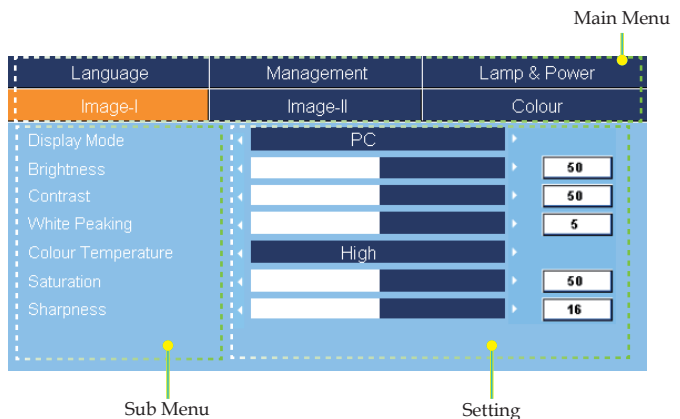 Main Menu
Language Management Lamp & Power
Image-I Image-II Colour
Display Mode PC
Brightness 50
Contrast 50
White Peaking 5
Colour Temperature High
Saturation 50
Sharpness 16
Sub Menu Setting